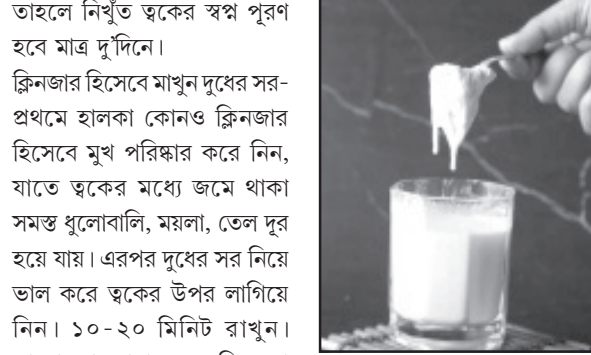 তাহলে নিখুঁত ত্বকের স্বপ্ন পূরণ
হবে মাত্র দু'দিনে।
ক্লিনজার হিসেবে মাখুন দুধের সর-
প্রথমে হালকা কোনও ক্লিনজার
হিসেবে মুখ পরিষ্কার করে নিন,
যাতে ত্বকের মধ্যে জমে থাকা
সমস্ত ধুলোবালি, ময়লা, তেল দূর
হয়ে যায়। এরপর দুধের সর নিয়ে
ভাল করে ত্বকের উপর লাগিয়ে
নিন। ১০-২০ মিনিট রাখুন।